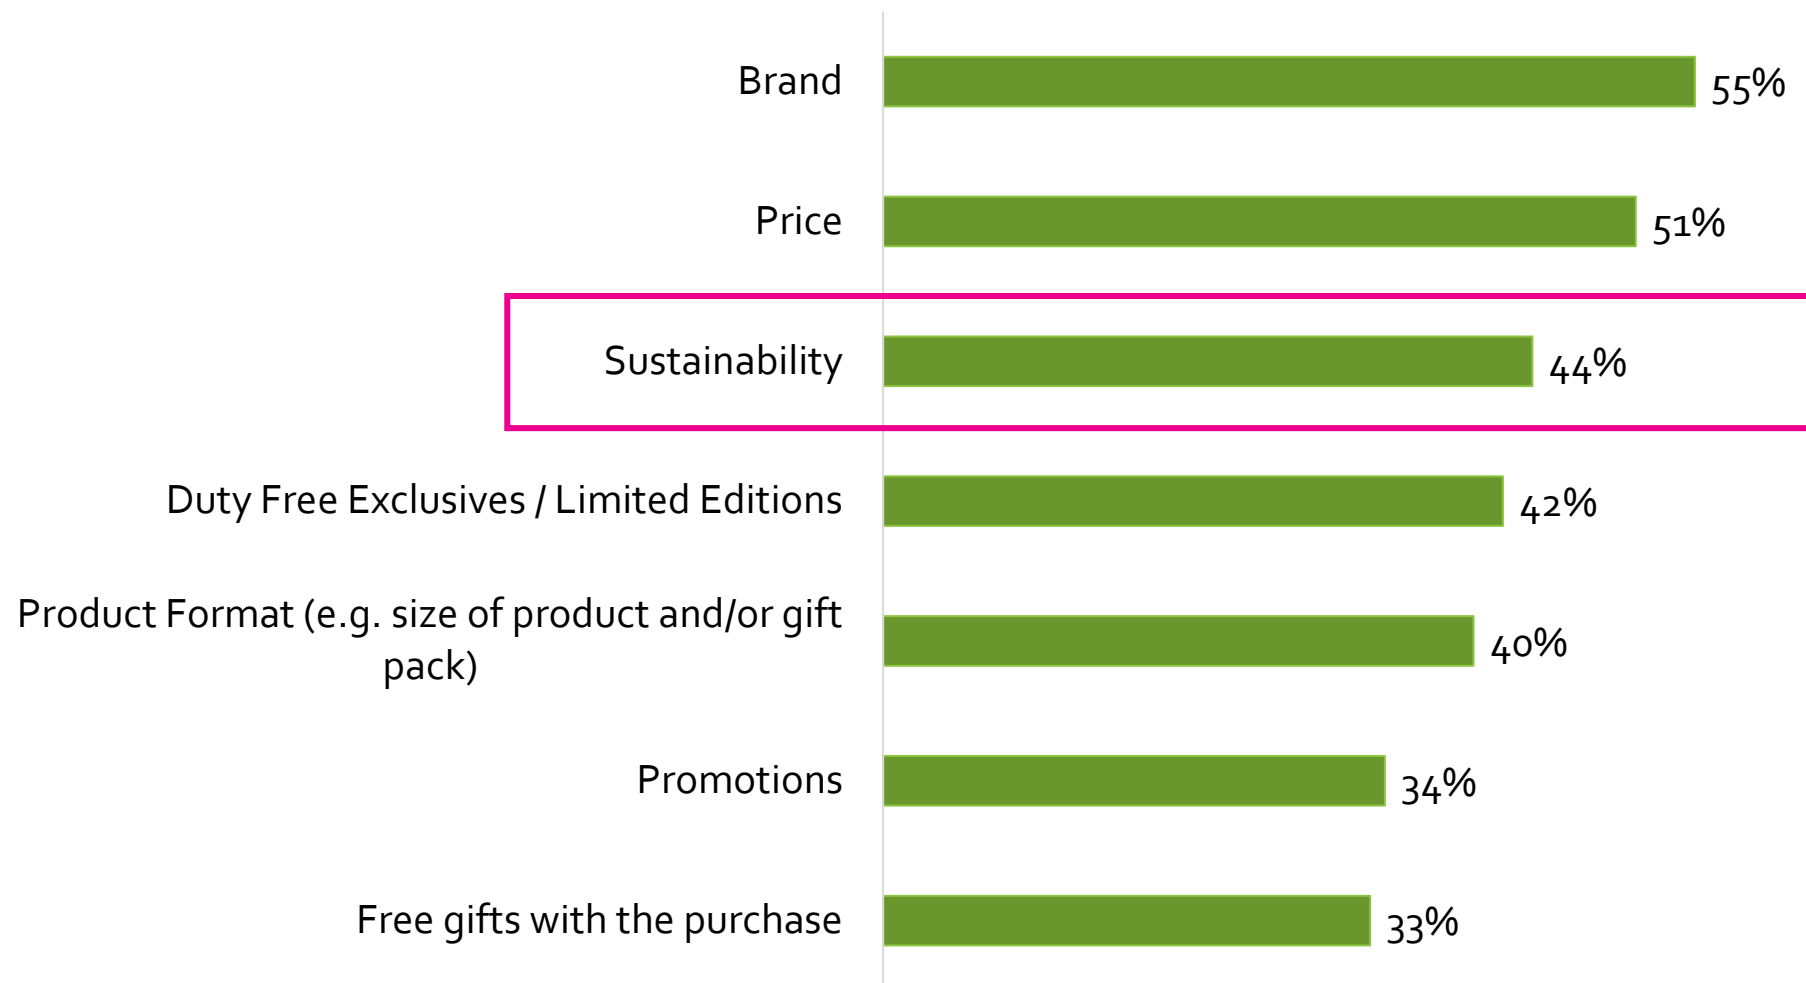 Brand 55%
Price 51%
Sustainability 44%
Duty Free Exclusives / Limited Editions 42%
Product Format (e.g. size of product and/or gift
pack) 40%
Promotions 34%
Free gifts with the purchase 33%